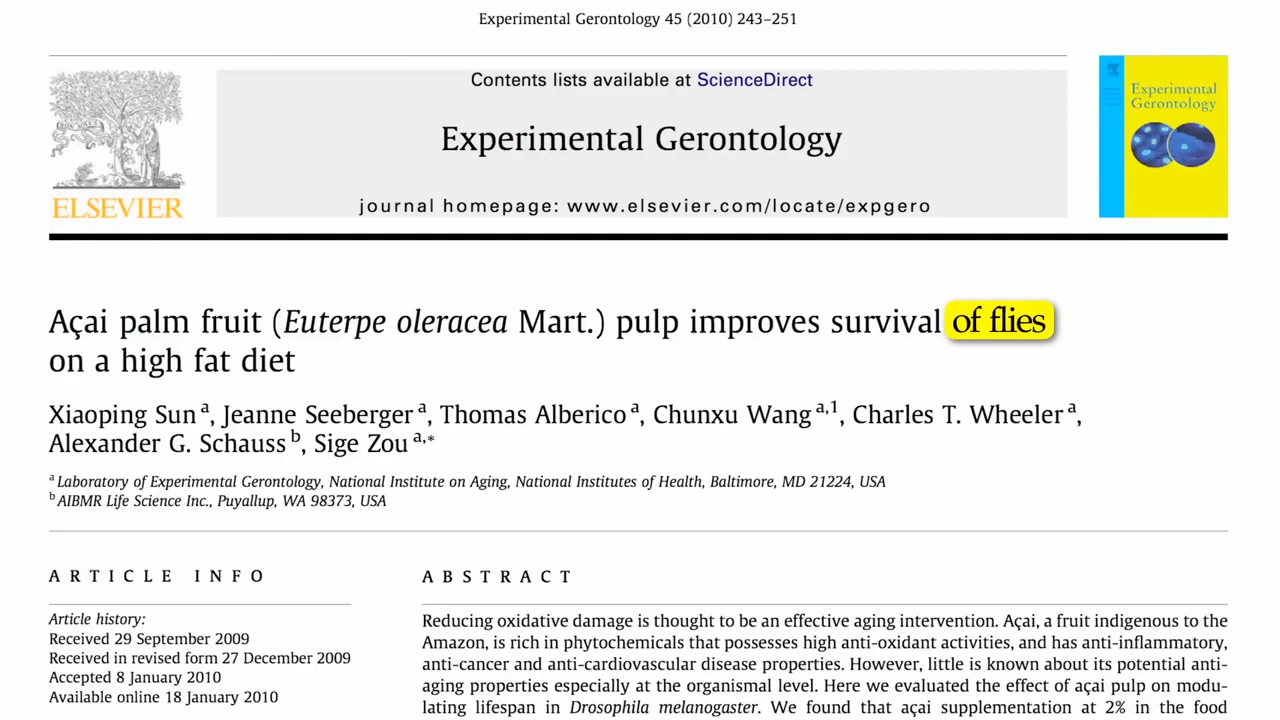 Experimental Gerontology 45 (2010) 243–251
Contents lists available at ScienceDirect
Experimental Gerontology
journal homepage: www.elsevier.com/locate/expgero
ELSEVIER
Experimental
Gerontology
Açai palm fruit (Euterpe oleracea Mart.) pulp improves survival of flies
on a high fat diet
Xiaoping Sun a, Jeanne Seeberger a, Thomas Alberico a, Chunxu Wang a,1, Charles T. Wheeler a,
Alexander G. Schauss b, Sige Zou a,*
a Laboratory of Experimental Gerontology, National Institute on Aging, National Institutes of Health, Baltimore, MD 21224, USA
b AIBMR Life Science Inc., Puyallup, WA 98373, USA
ARTICLE INFO
Article history:
Received 29 September 2009
Received in revised form 27 December 2009
Accepted 8 January 2010
Available online 18 January 2010
ABSTRACT
Reducing oxidative damage is thought to be an effective aging intervention. Açai, a fruit indigenous to the
Amazon, is rich in phytochemicals that possesses high anti-oxidant activities, and has anti-inflammatory,
anti-cancer and anti-cardiovascular disease properties. However, little is known about its potential anti-
aging properties especially at the organismal level. Here we evaluated the effect of açai pulp on modu-
lating lifespan in Drosophila melanogaster. We found that açai supplementation at 2% in the food